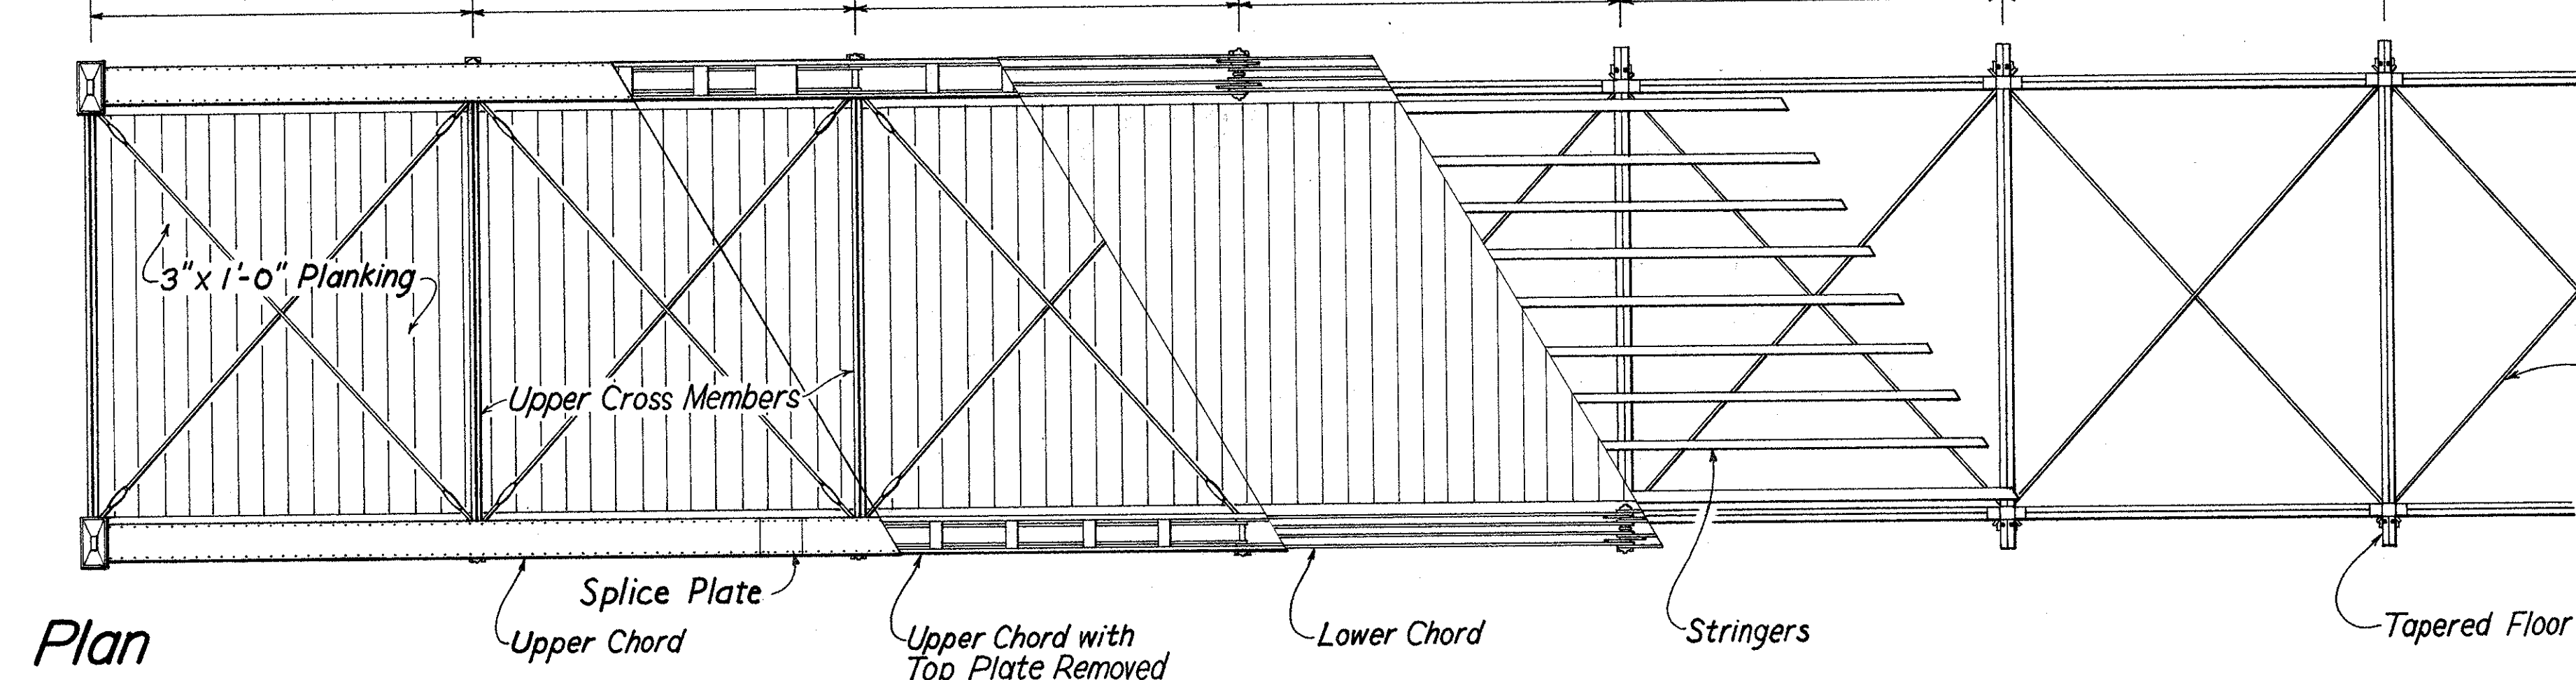 3" x 1'-0" Planking
Upper Cross Members
Splice Plate
Upper Chord
Upper Chord with
Top Plate Removed
Lower Chord
Stringers
Tapered Floor
Plan